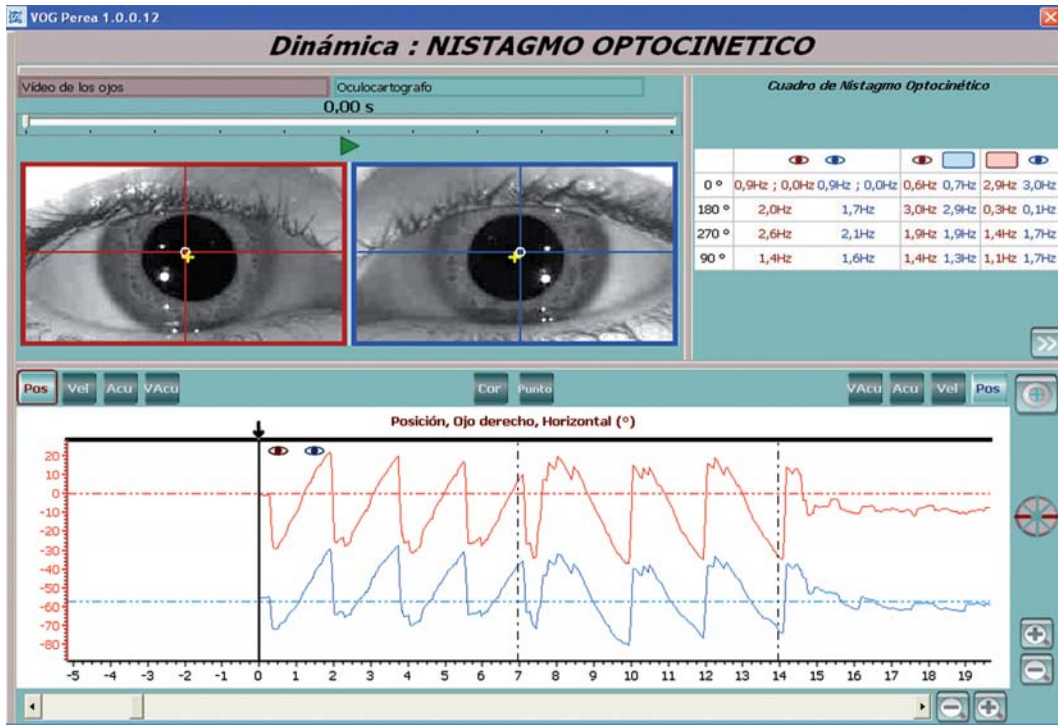 VOG Perea 1.0.0.12
Dinámica : NISTAGMO OPTOCINETICO
Vídeo de los ojos
Oculocartografo
0,00 s
Cuadro de Nistagmo Optocinético
0 º 0,9Hz ; 0,0Hz 0,9Hz ; 0,0Hz 0,6Hz 0,7Hz 2,9Hz 3,0Hz
180 º 2,0Hz 1,7Hz 3,0Hz 2,9Hz 0,3Hz 0,1Hz
270 º 2,6Hz 2,1Hz 1,9Hz 1,9Hz 1,4Hz 1,7Hz
90 º 1,4Hz 1,6Hz 1,4Hz 1,3Hz 1,1Hz 1,7Hz
Pos Vel Acu VAcu Cor Punto VAcu Acu Vel Pos
Posición, Ojo derecho, Horizontal (°)
20
10
0
-10
-20
-30
-40
-50
-60
-70
-80
-5 -4 -3 -2 -1 0 1 2 3 4 5 6 7 8 9 10 11 12 13 14 15 16 17 18 19